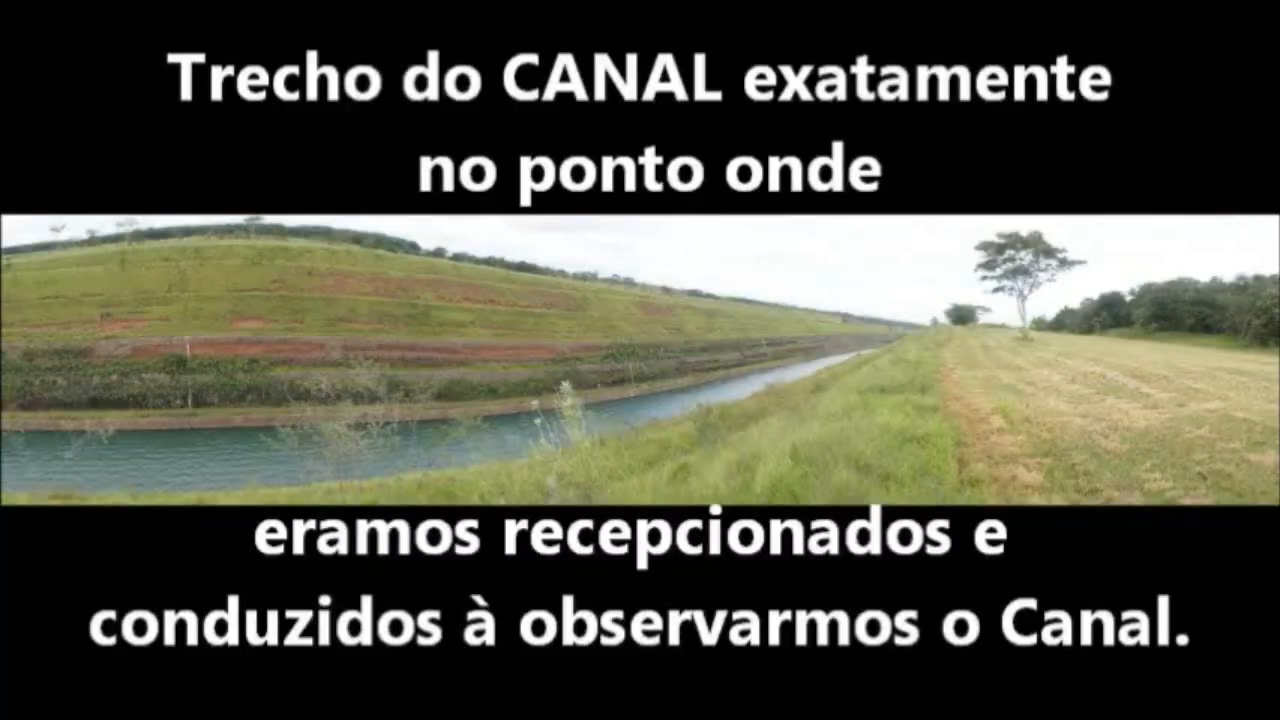 Trecho do CANAL exatamente
no ponto onde
eramos recepcionados e
conduzidos à observarmos o Canal.